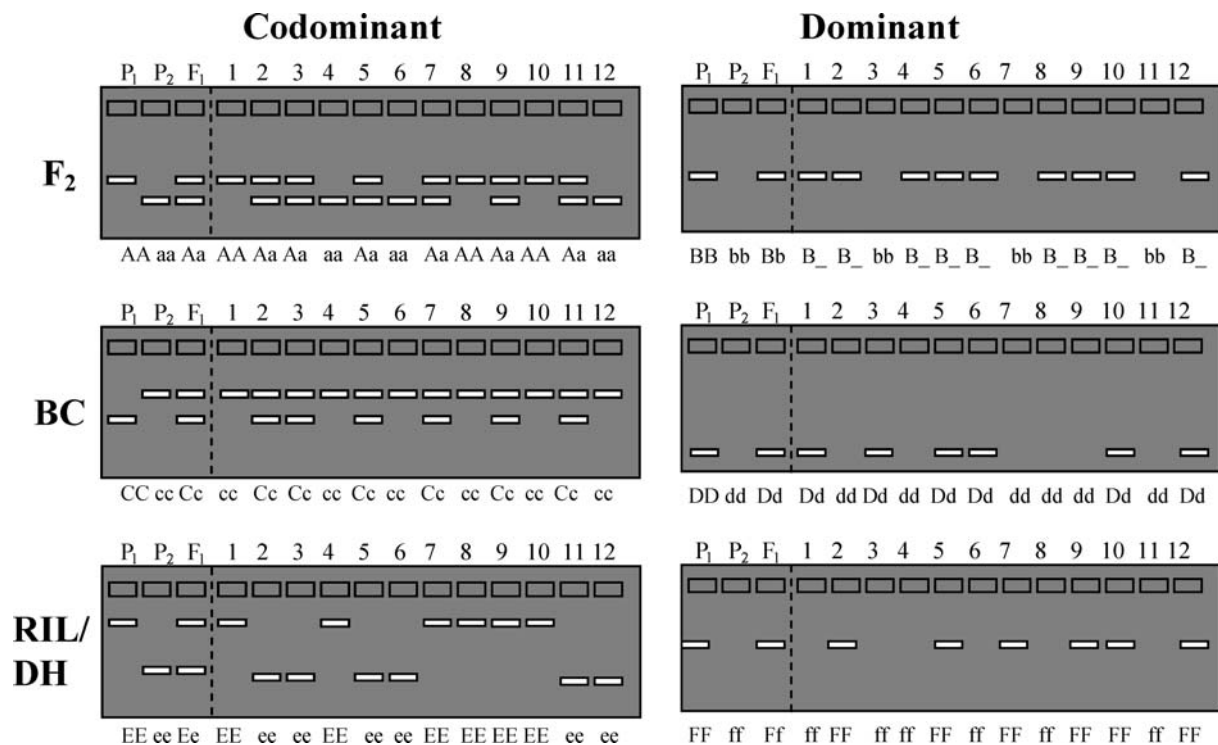 Codominant
Dominant
P₁ P₂ F₁ 1 2 3 4 5 6 7 8 9 10 11 12
P₁ P₂ F₁ 1 2 3 4 5 6 7 8 9 10 11 12
F₂
AA aa Aa AA Aa Aa aa Aa aa Aa AA Aa AA Aa aa
BB bb Bb B_ B_ bb B_ B_ B_ bb B_ B_ B_ bb B_
P₁ P₂ F₁ 1 2 3 4 5 6 7 8 9 10 11 12
P₁ P₂ F₁ 1 2 3 4 5 6 7 8 9 10 11 12
BC
CC cc Cc cc Cc Cc cc Cc cc Cc cc Cc cc Cc cc
DD dd Dd Dd dd Dd dd Dd Dd dd dd dd Dd dd Dd
P₁ P₂ F₁ 1 2 3 4 5 6 7 8 9 10 11 12
P₁ P₂ F₁ 1 2 3 4 5 6 7 8 9 10 11 12
RIL/
DH
EE ee Ee EE ee ee EE ee ee EE EE EE EE ee ee
FF ff Ff ff FF ff ff FF ff FF ff FF FF ff FF